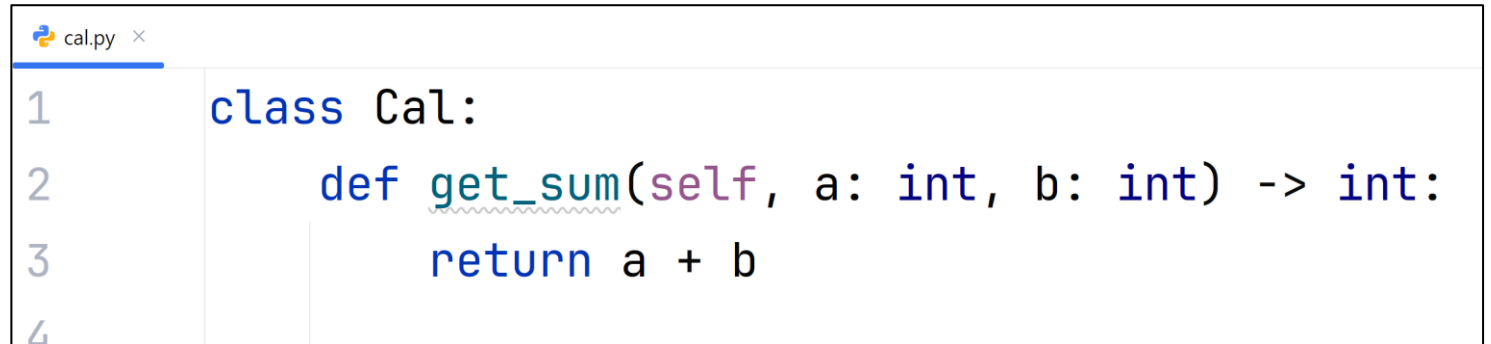 cal.py ×
1 class Cal:
2     def get_sum(self, a: int, b: int) -> int:
3         return a + b
4